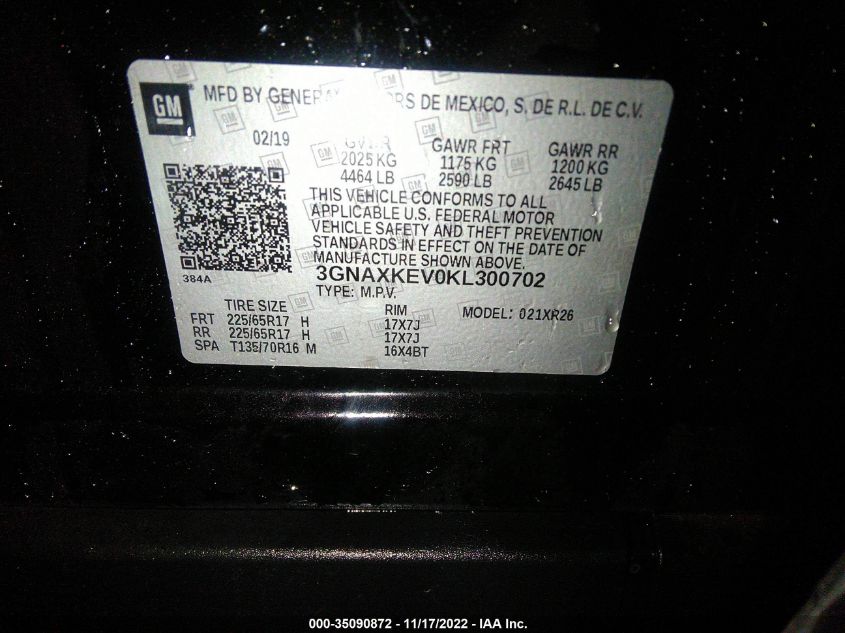 GM
MFD BY GENERA RS DE MEXICO, S. DE R.L. DE C.V.
02/19
GAWR FRT GAWR RR
2025 KG 1175 KG 1200 KG
4464 LB 2590 LB 2645 LB
THIS VEHICLE CONFORMS TO ALL
APPLICABLE U.S. FEDERAL MOTOR
VEHICLE SAFETY AND THEFT PREVENTION
STANDARDS IN EFFECT ON THE DATE OF
MANUFACTURE SHOWN ABOVE.
384A
3GNAXKEV0KL300702
TYPE: M.P.V.
TIRE SIZE RIM MODEL: 021XR26
FRT 225/65R17 H 17X7J
RR 225/65R17 H 17X7J
SPA T135/70R16 M 16X4BT
000-35090872 - 11/17/2022 - IAA Inc.